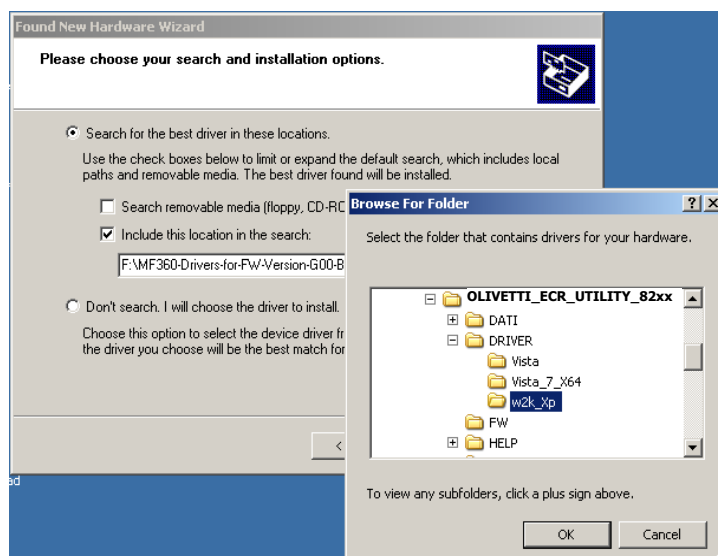 Found New Hardware Wizard
Please choose your search and installation options.
Search for the best driver in these locations.
Use the check boxes below to limit or expand the default search, which includes local
paths and removable media. The best driver found will be installed.
Search removable media (floppy, CD-RO
Include this location in the search:
F:\MF360-Drivers-for-FW-Version-G00-B
Don't search. I will choose the driver to install.
Choose this option to select the device driver fr
the driver you choose will be the best match for
<
ad
Browse For Folder
Select the folder that contains drivers for your hardware.
OLIVETTI_ECR_UTILITY_82xx
DATI
DRIVER
Vista
Vista_7_X64
w2k_Xp
FW
HELP
To view any subfolders, click a plus sign above.
OK
Cancel